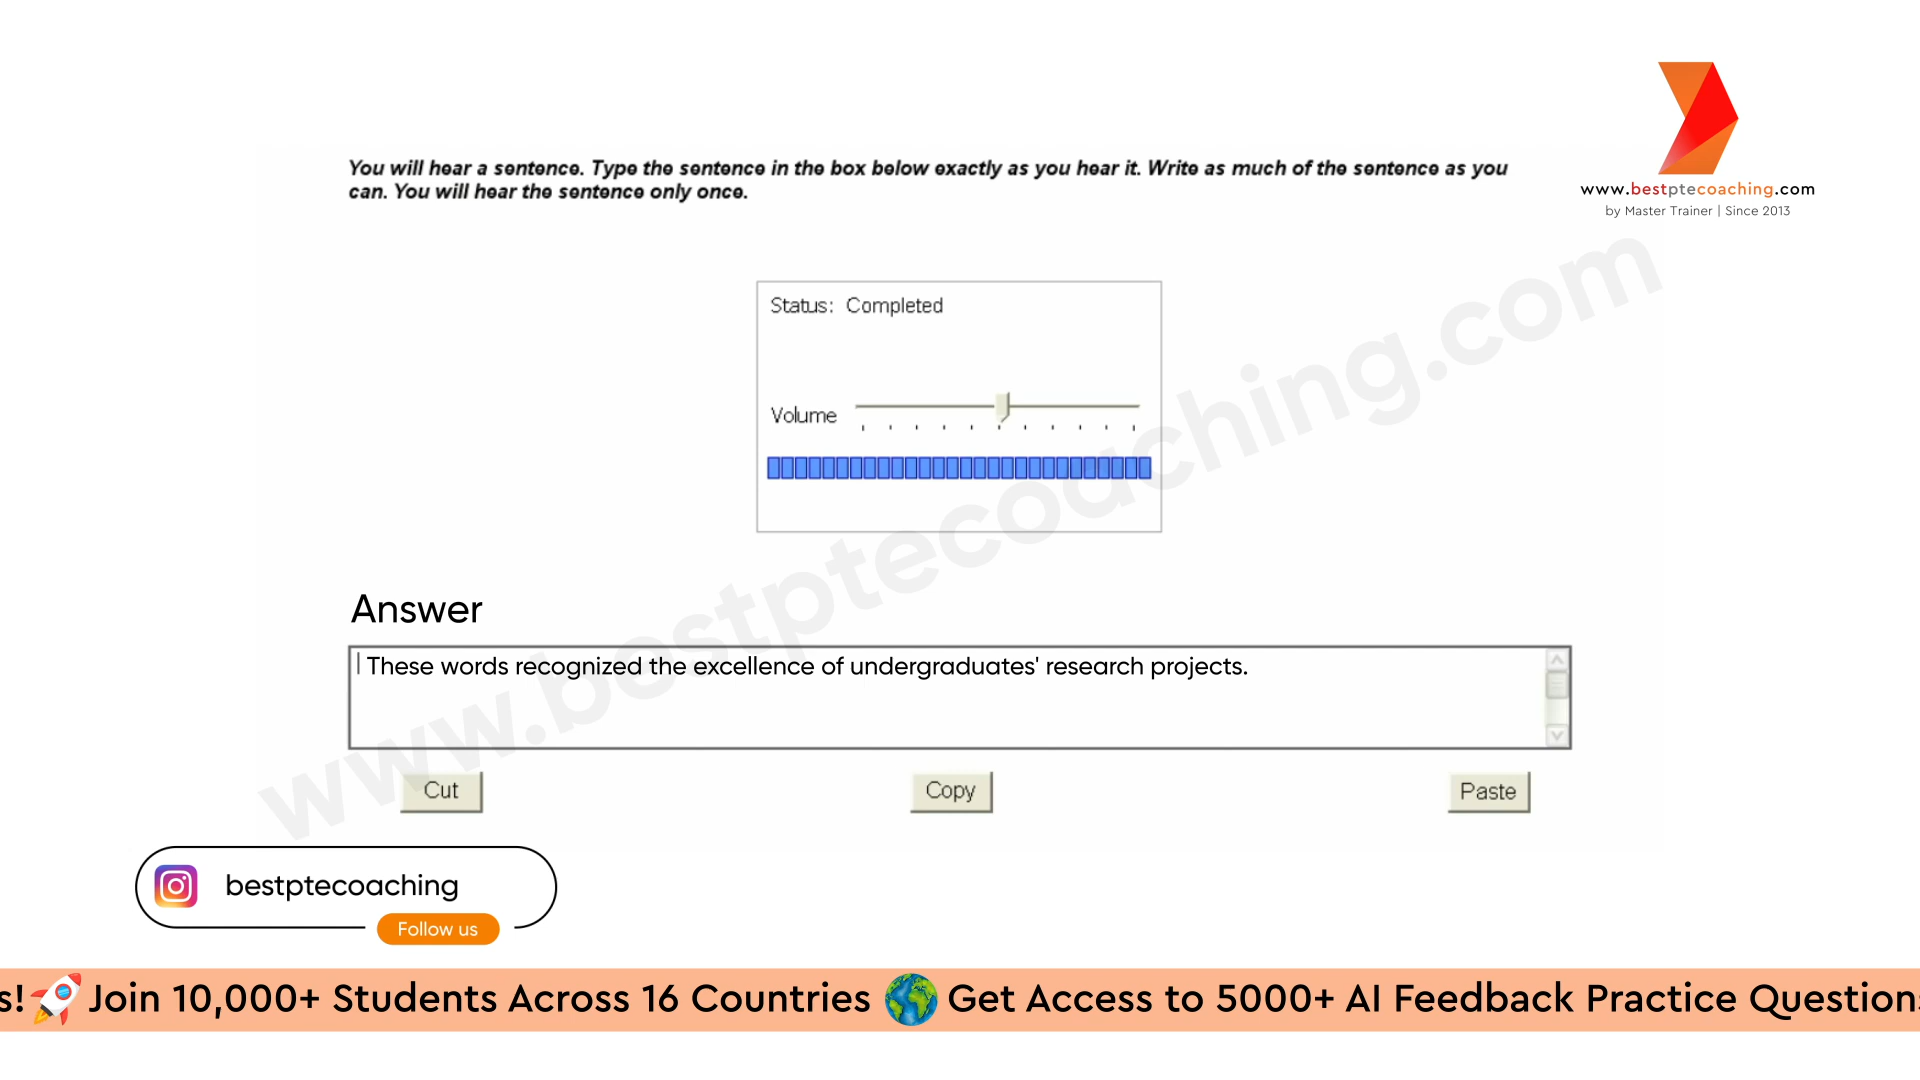 You will hear a sentence. Type the sentence in the box below exactly as you hear it. Write as much of the sentence as you
can. You will hear the sentence only once.
www.bestptecoaching.com
by Master Trainer | Since 2013
Status: Completed
Volume
www.bestptecoaching.com
Answer
These words recognized the excellence of undergraduates' research projects.
Cut
Copy
Paste
bestptecoaching
Follow us
s! Join 10,000+ Students Across 16 Countries Get Access to 5000+ AI Feedback Practice Questions